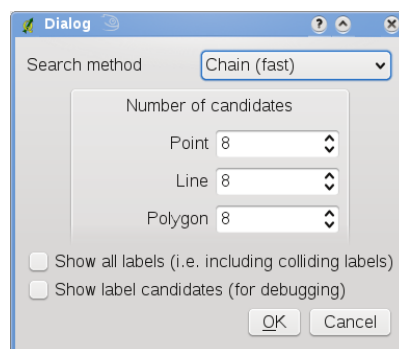 Dialog
Search method Chain (fast)
Number of candidates
Point 8
Line 8
Polygon 8
Show all labels (i.e. including colliding labels)
Show label candidates (for debugging)
OK Cancel